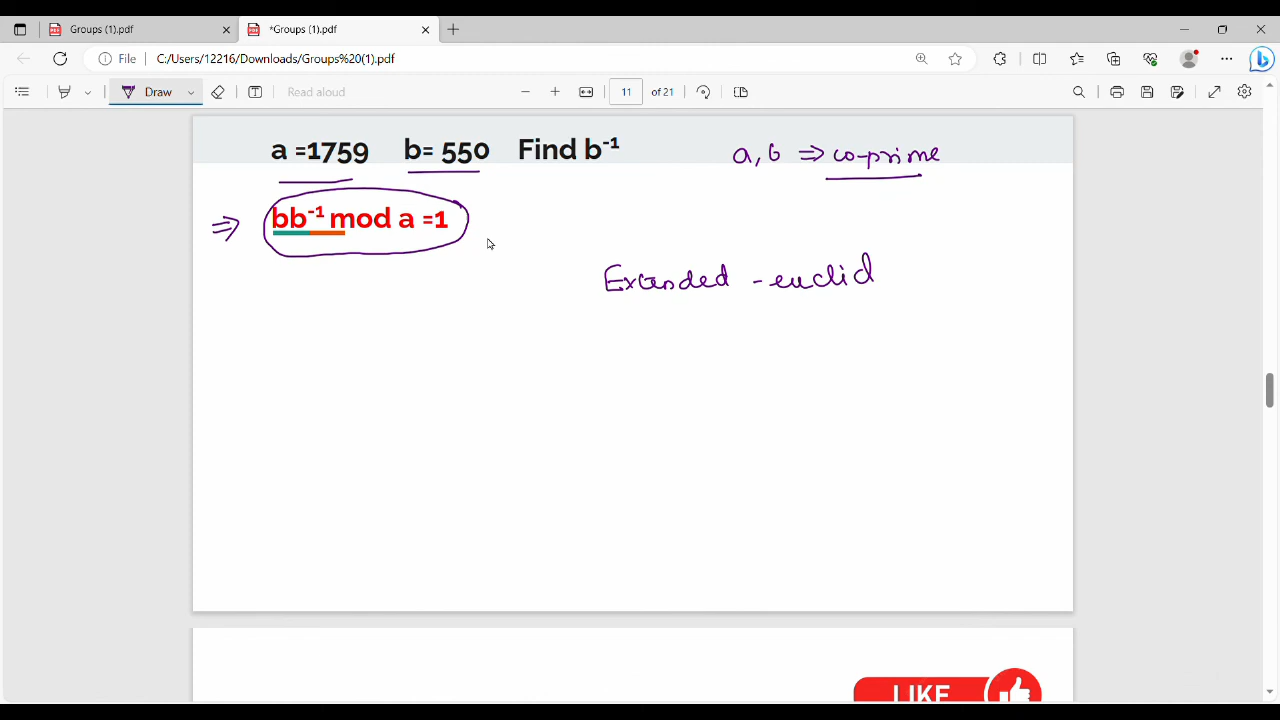 Groups (1).pdf
*Groups (1).pdf
File C:/Users/12216/Downloads/Groups%20(1).pdf
Draw Read aloud 11 of 21
a =1759 b= 550 Find b⁻¹ a, b ⇒ co-prime
⇒ bb⁻¹ mod a =1
Extended - euclid
LIKE